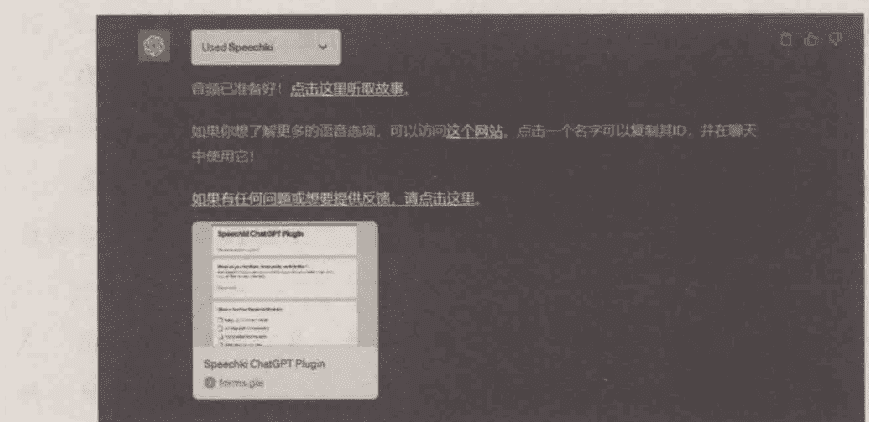 Used Speechki
音频已准备好！点击这里听取故事。
如果你想了解更多的语音选项，可以访问这个网站。点击一个名字可以复制其ID，并在聊天
中使用它！
如果有任何问题或想要提供反馈，请点击这里。
Speechki ChatGPT Plugin
Speechki ChatGPT Plugin
forms.gle